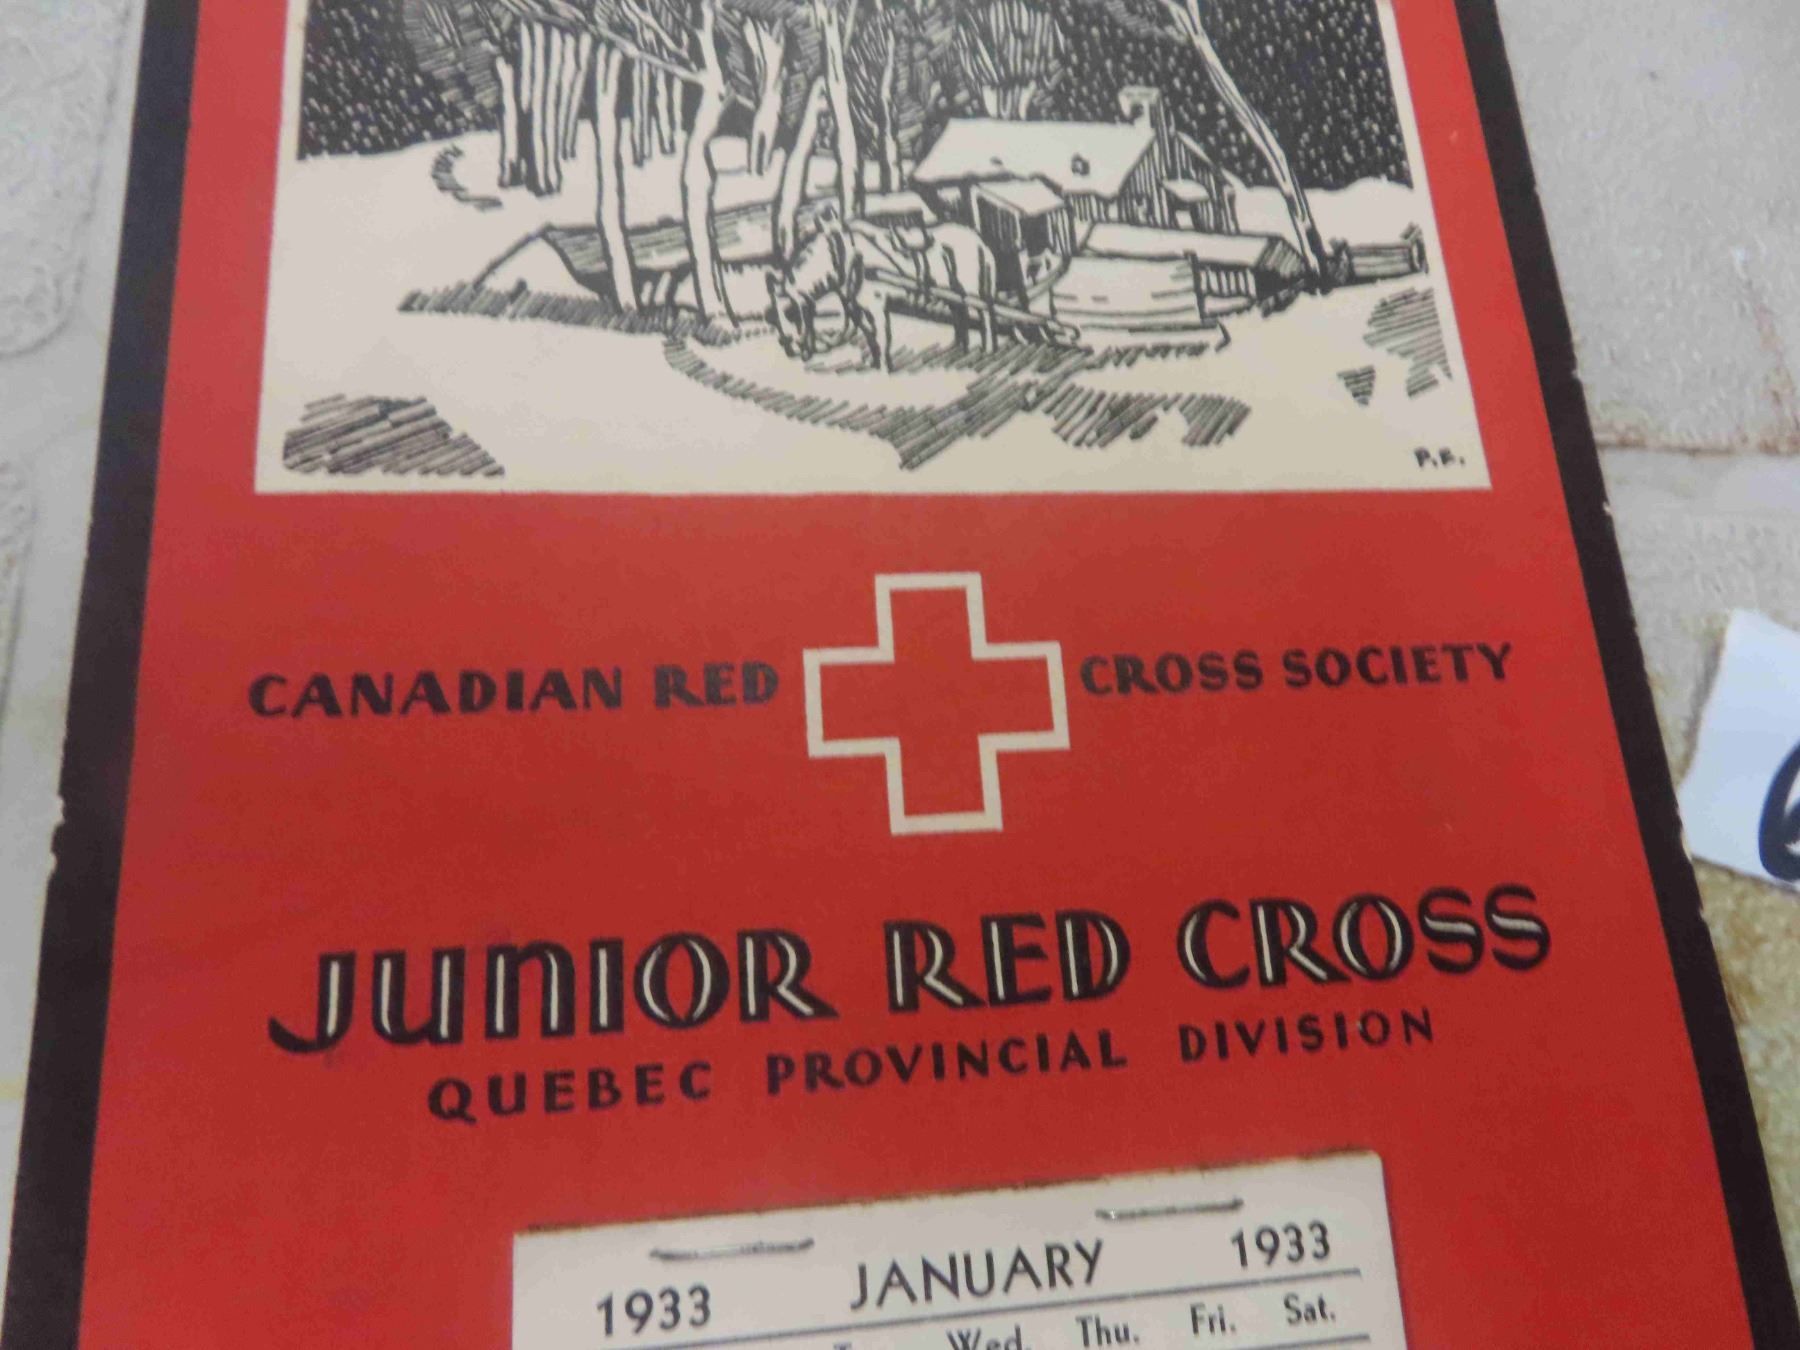 P.E.
CANADIAN RED CROSS SOCIETY
JUNIOR RED CROSS
QUEBEC PROVINCIAL DIVISION
1933 JANUARY 1933
Wed. Thu. Fri. Sat.